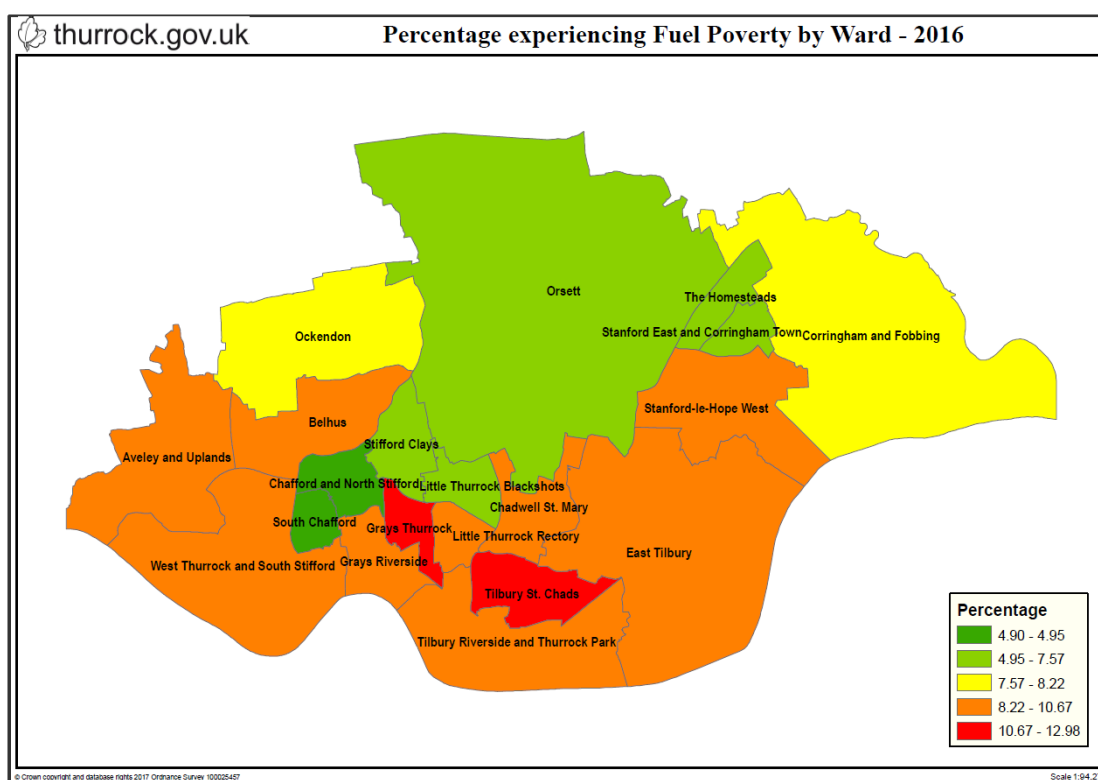 thurrock.gov.uk
Percentage experiencing Fuel Poverty by Ward - 2016
Orsett
The Homesteads
Stanford East and Corringham Town
Corringham and Fobbing
Ockendon
Stanford-le-Hope West
Belhus
Stifford Clays
Aveley and Uplands
Chafford and North Stifford
Little Thurrock Blackshots
Chadwell St. Mary
South Chafford
Grays Thurrock
Little Thurrock Rectory
East Tilbury
West Thurrock and South Stifford
Grays Riverside
Tilbury St. Chads
Tilbury Riverside and Thurrock Park
Percentage
4.90 - 4.95
4.95 - 7.57
7.57 - 8.22
8.22 - 10.67
10.67 - 12.98
© Crown copyright and database rights 2017 Ordnance Survey 100025457
Scale 1:94,2